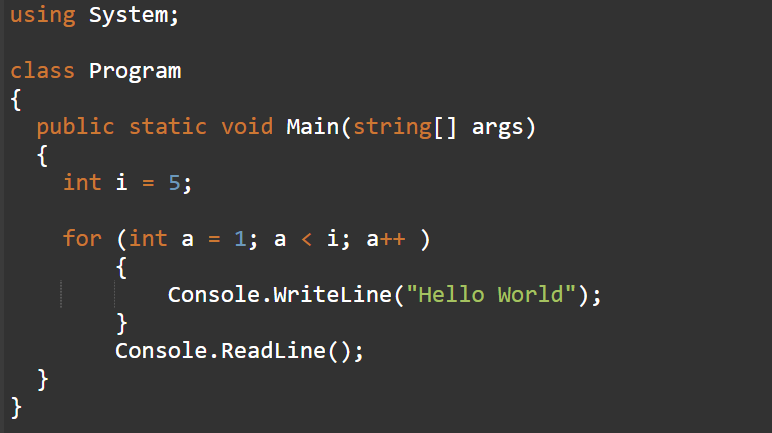 using System;
class Program
{
public static void Main(string[] args)
{
int i = 5;
for (int a = 1; a < i; a++ )
{
Console.WriteLine("Hello World");
}
Console.ReadLine();
}
}